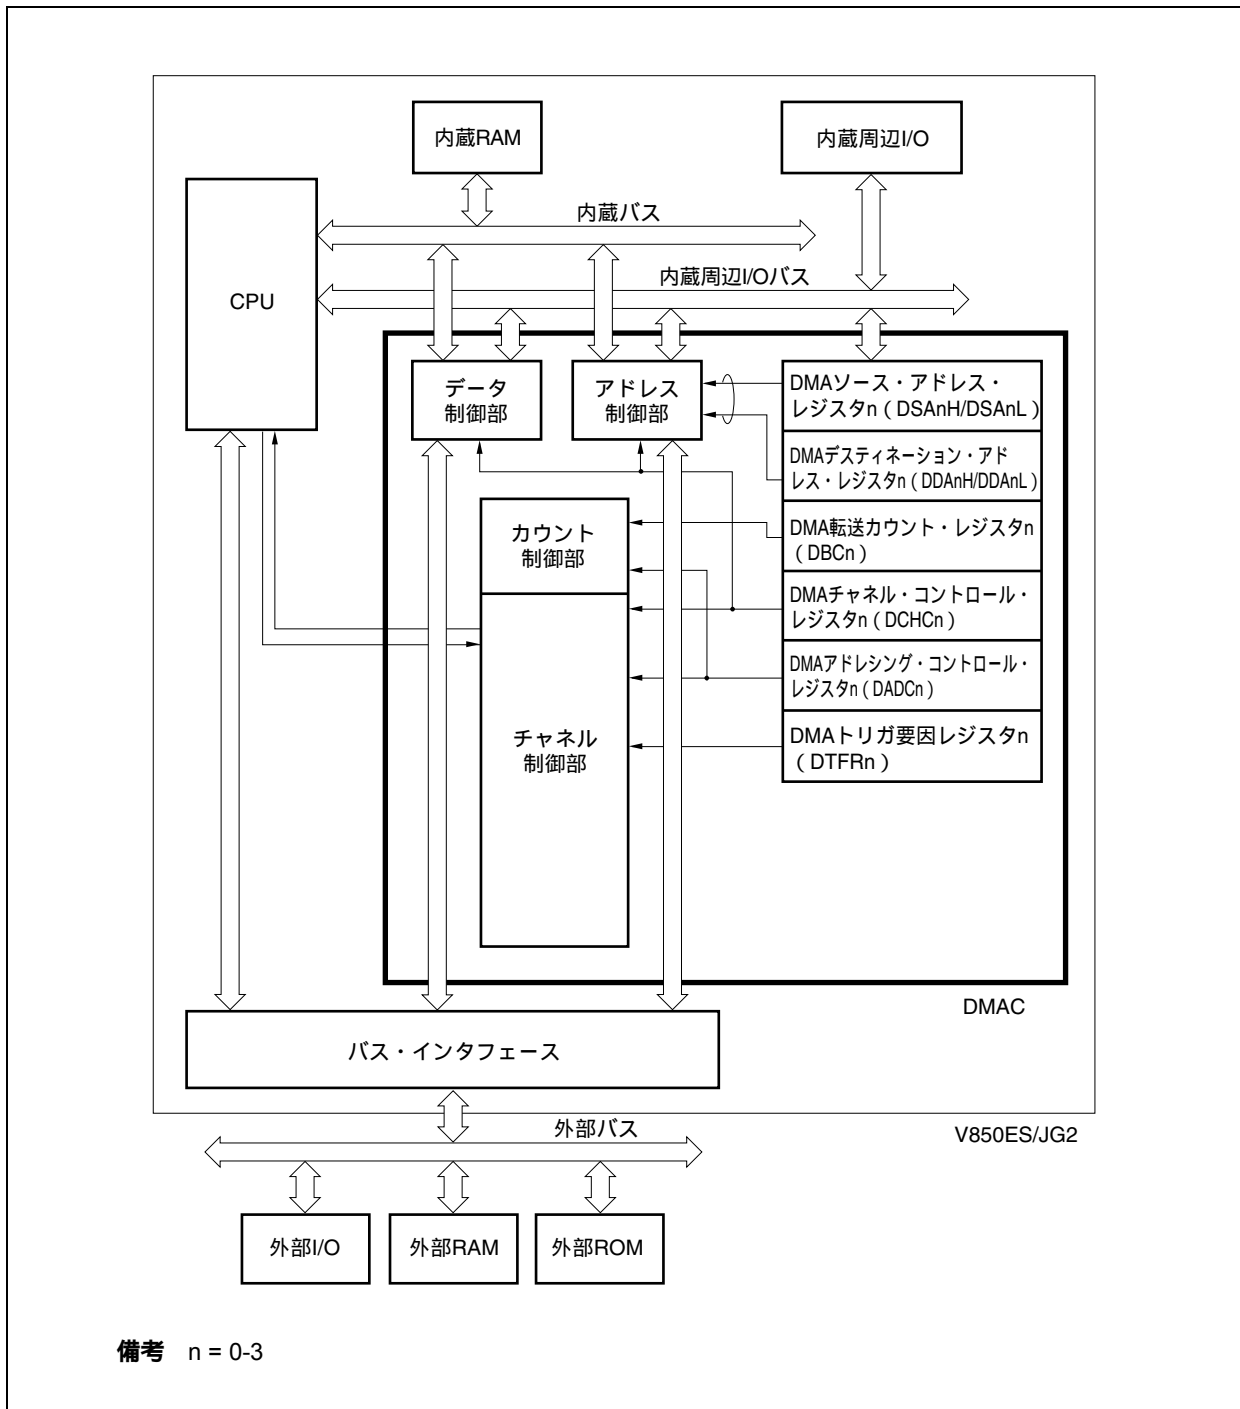 内蔵RAM
内蔵周辺I/O
内蔵バス
内蔵周辺I/Oバス
CPU
データ
制御部
アドレス
制御部
DMAソース・アドレス・
レジスタn（DSAnH/DSAnL）
DMAデスティネーション・アド
レス・レジスタn（DDAnH/DDAnL）
DMA転送カウント・レジスタn
（DBCn）
DMAチャネル・コントロール・
レジスタn（DCHCn）
DMAアドレシング・コントロール・
レジスタn（DADCn）
DMAトリガ要因レジスタn
（DTFRn）
カウント
制御部
チャネル
制御部
DMAC
バス・インタフェース
V850ES/JG2
外部バス
外部I/O
外部RAM
外部ROM
備考　n = 0-3